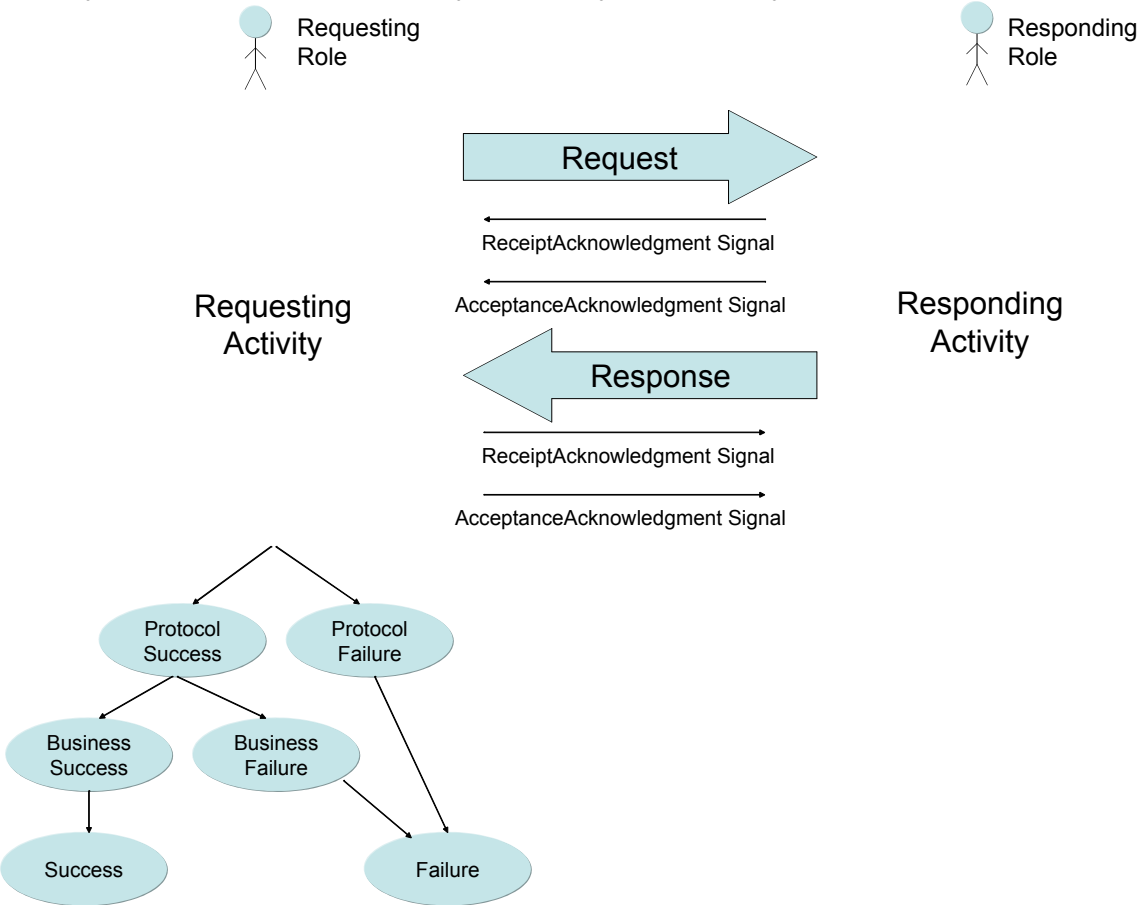 Requesting
Role
Responding
Role
Request
ReceiptAcknowledgment Signal
AcceptanceAcknowledgment Signal
Requesting
Activity
Responding
Activity
Response
ReceiptAcknowledgment Signal
AcceptanceAcknowledgment Signal
Protocol
Success
Protocol
Failure
Business
Success
Business
Failure
Success
Failure